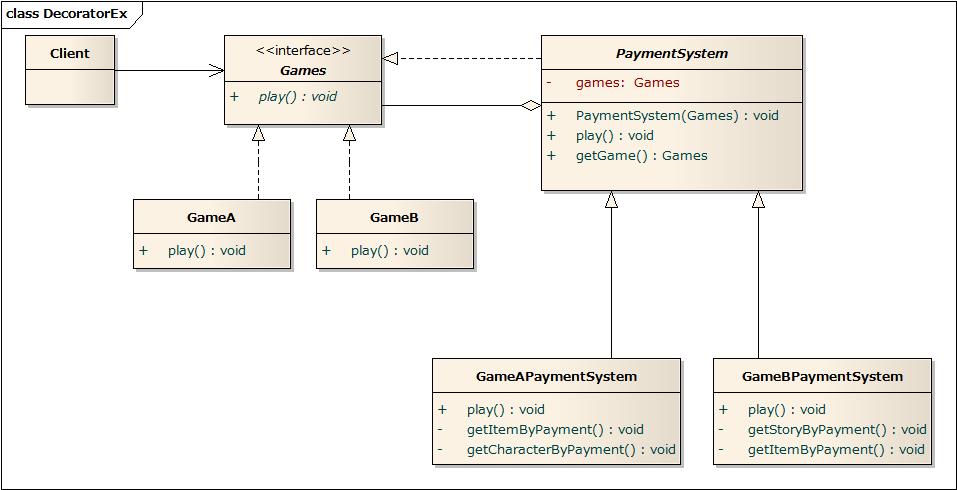 class DecoratorEx
Client
<<interface>>
Games
+ play() : void
PaymentSystem
- games: Games
+ PaymentSystem(Games) : void
+ play() : void
+ getGame() : Games
GameA
+ play() : void
GameB
+ play() : void
GameAPaymentSystem
+ play() : void
- getItemByPayment() : void
- getCharacterByPayment() : void
GameBPaymentSystem
+ play() : void
- getStoryByPayment() : void
- getItemByPayment() : void